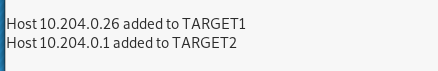 Host 10.204.0.26 added to TARGET1
Host 10.204.0.1 added to TARGET2